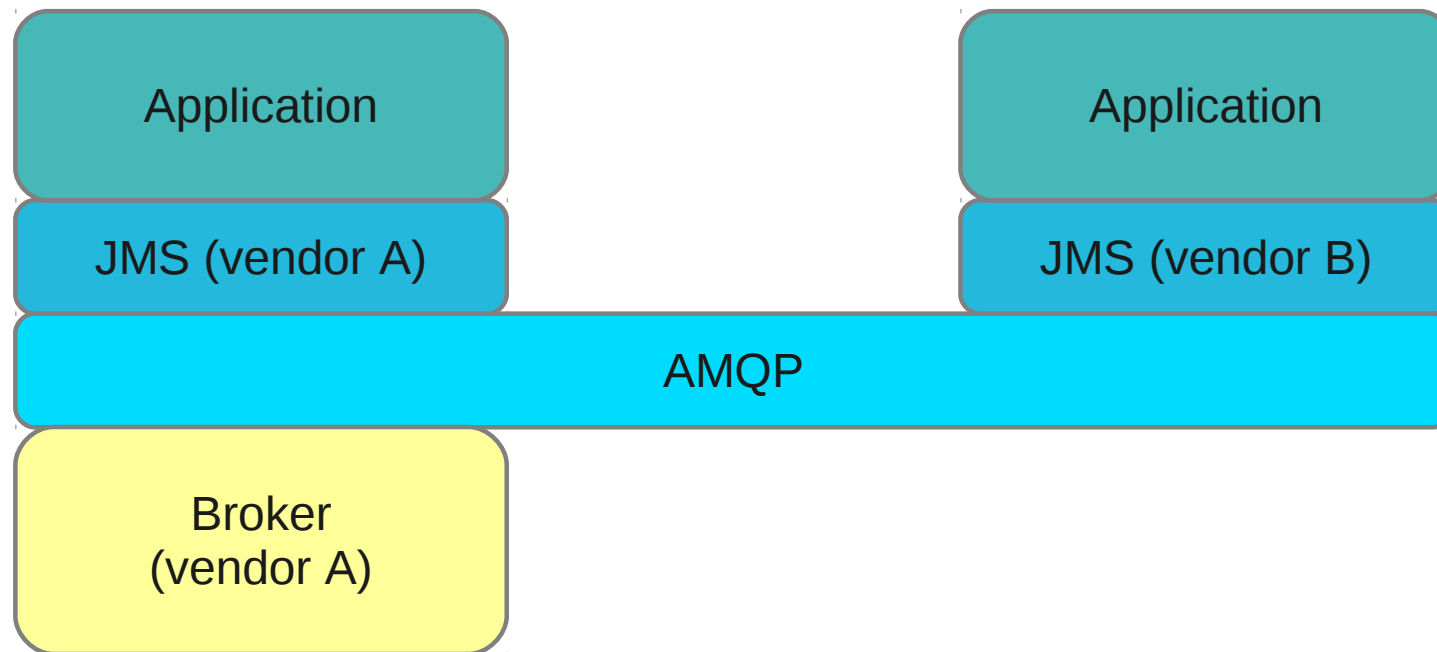 Application
Application
JMS (vendor A)
JMS (vendor B)
AMQP
Broker
(vendor A)